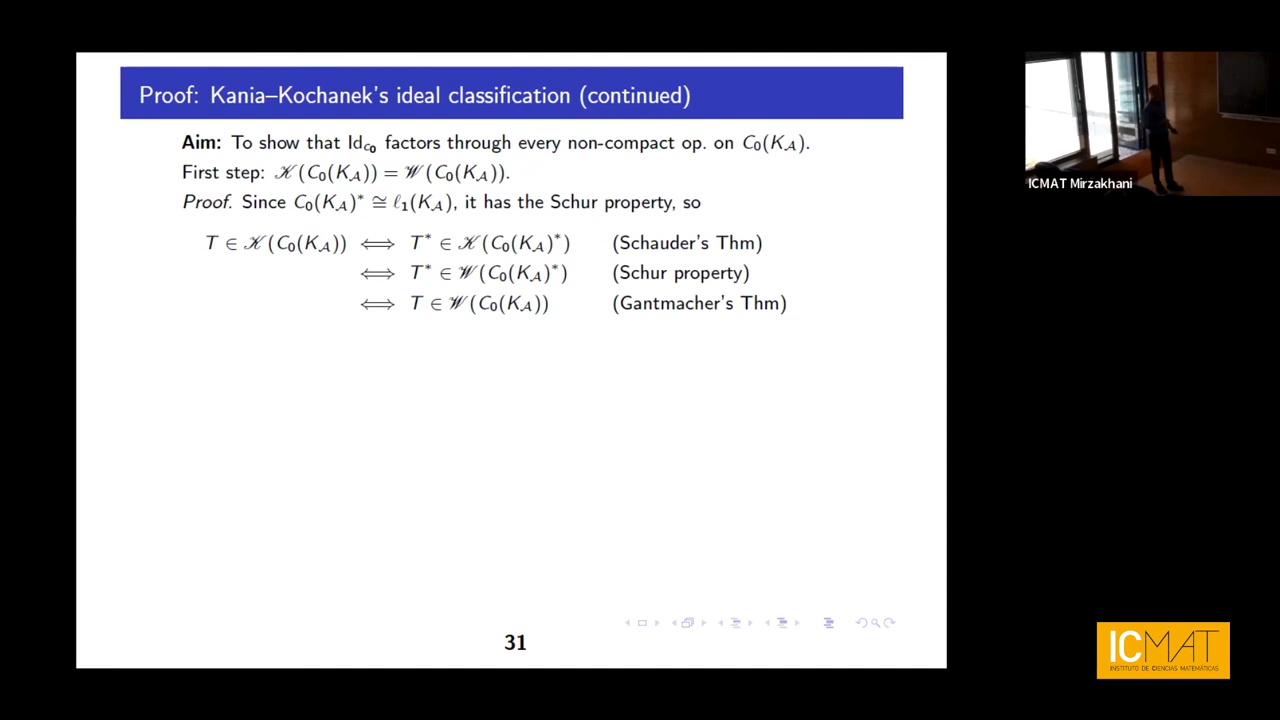 Proof: Kania–Kochanek's ideal classification (continued)
Aim: To show that Id_{c_0} factors through every non-compact op. on C_0(K_𝒜).
First step: 𝒦(C_0(K_𝒜)) = 𝒲(C_0(K_𝒜)).
Proof. Since C_0(K_𝒜)* ≅ ℓ_1(K_𝒜), it has the Schur property, so
T ∈ 𝒦(C_0(K_𝒜)) ⟺ T* ∈ 𝒦(C_0(K_𝒜)*) (Schauder's Thm)
⟺ T* ∈ 𝒲(C_0(K_𝒜)*) (Schur property)
⟺ T ∈ 𝒲(C_0(K_𝒜)) (Gantmacher's Thm)
31
ICMAT Mirzakhani
ICMAT
INSTITUTO DE CIENCIAS MATEMÁTICAS